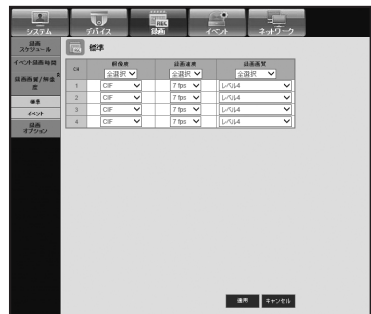 システム
デバイス
REC
録画
イベント
ネットワーク
録画
スケジュール
イベント録画時間
録画画質/解像
度
標準
イベント
録画
オプション
標準
CH 解像度 録画速度 録画画質
全選択 全選択 全選択
1 CIF 7 fps レベル4
2 CIF 7 fps レベル4
3 CIF 7 fps レベル4
4 CIF 7 fps レベル4
適用 キャンセル